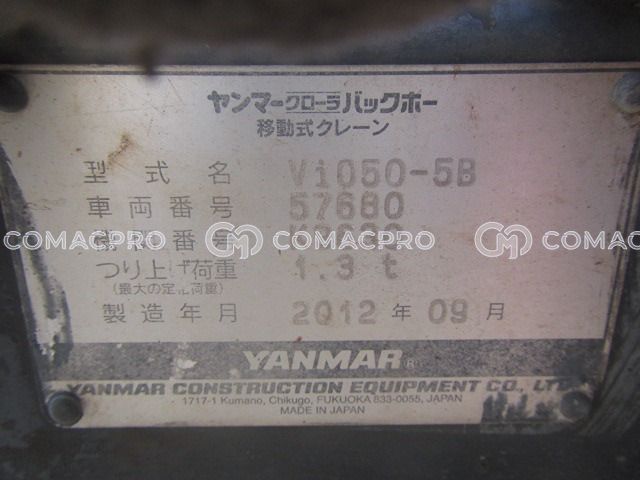 ヤンマークローラバックホー
移動式クレーン
型式名 Vi050-5B
車両番号 57680
番号
COMACPRO COMACPRO COMACPRO
つり上げ荷重 1.3 t
(最大の定格荷重)
製造年月 2012 年 09 月
YANMAR®
YANMAR CONSTRUCTION EQUIPMENT CO., LTD.
1717-1 Kumano, Chikugo, FUKUOKA 833-0055, JAPAN
MADE IN JAPAN